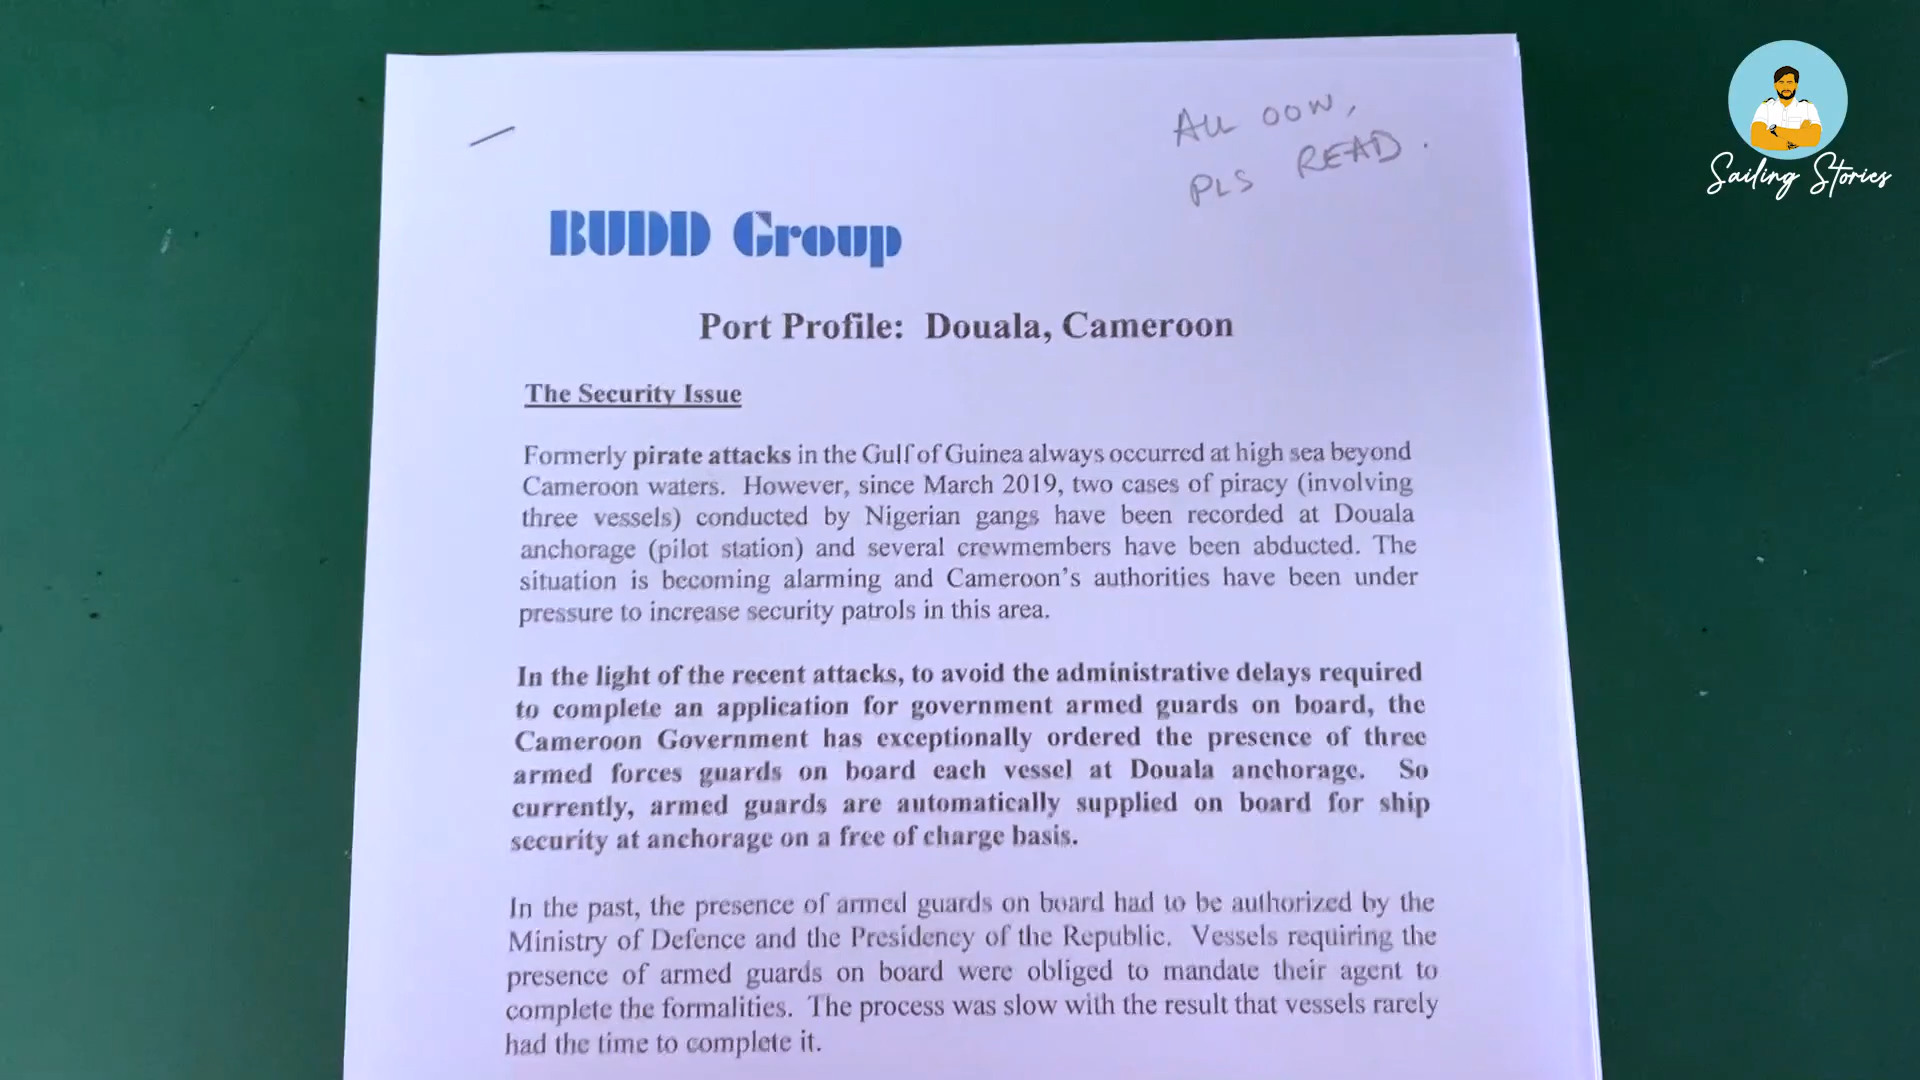 ALL OOW,
PLS READ.
Sailing Stories
BUDD Group
Port Profile: Douala, Cameroon
The Security Issue
Formerly pirate attacks in the Gulf of Guinea always occurred at high sea beyond
Cameroon waters. However, since March 2019, two cases of piracy (involving
three vessels) conducted by Nigerian gangs have been recorded at Douala
anchorage (pilot station) and several crewmembers have been abducted. The
situation is becoming alarming and Cameroon's authorities have been under
pressure to increase security patrols in this area.
In the light of the recent attacks, to avoid the administrative delays required
to complete an application for government armed guards on board, the
Cameroon Government has exceptionally ordered the presence of three
armed forces guards on board each vessel at Douala anchorage. So
currently, armed guards are automatically supplied on board for ship
security at anchorage on a free of charge basis.
In the past, the presence of armed guards on board had to be authorized by the
Ministry of Defence and the Presidency of the Republic. Vessels requiring the
presence of armed guards on board were obliged to mandate their agent to
complete the formalities. The process was slow with the result that vessels rarely
had the time to complete it.